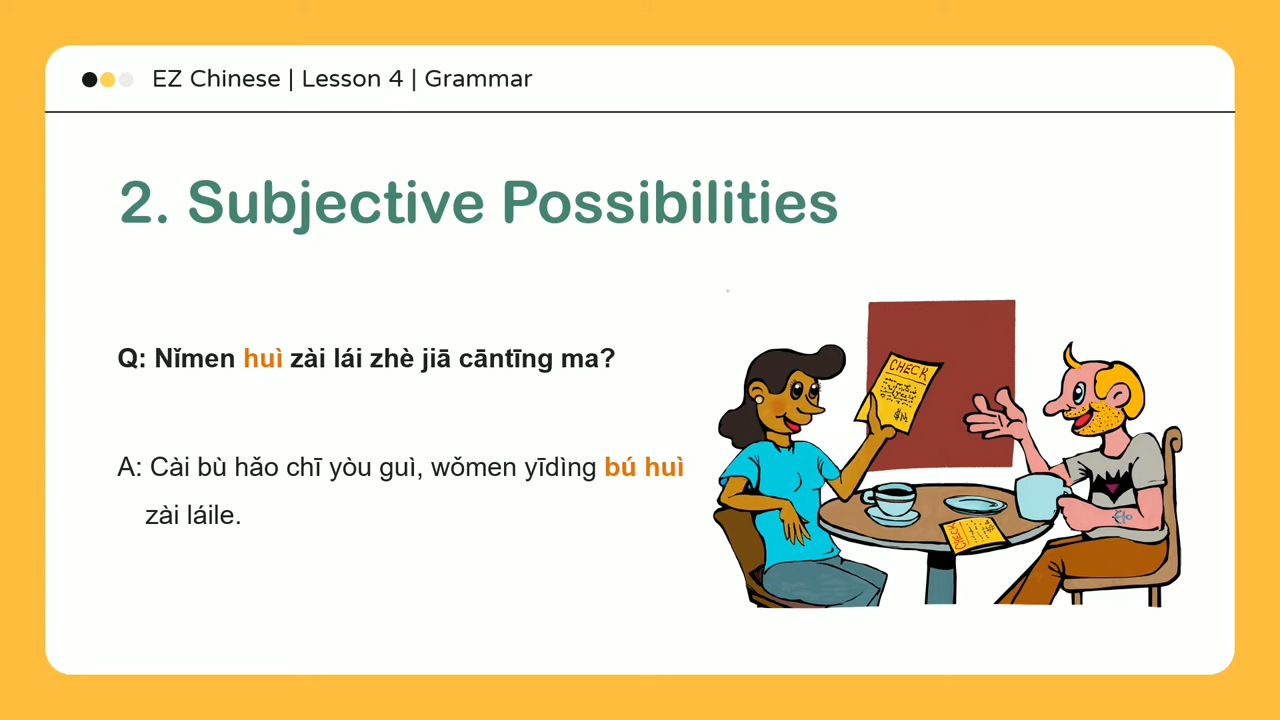 EZ Chinese | Lesson 4 | Grammar
2. Subjective Possibilities
Q: Nǐmen huì zài lái zhè jiā cāntīng ma?
A: Cài bù hǎo chī yòu guì, wǒmen yīdìng bú huì
zài láile.
CHECK
CHECK